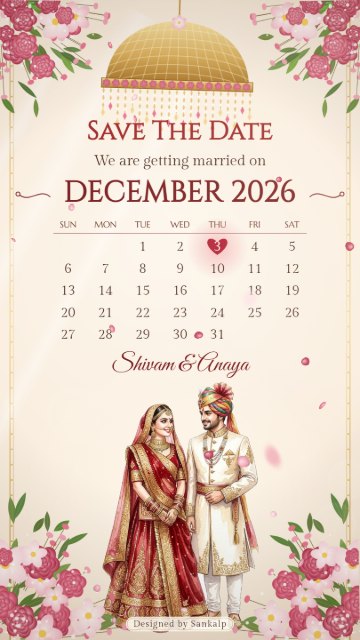 SAVE THE DATE
We are getting married on
DECEMBER 2026
SUN MON TUE WED THU FRI SAT
1 2 3 4 5
6 7 8 9 10 11 12
13 14 15 16 17 18 19
20 21 22 23 24 25 26
27 28 29 30 31
Shivam & Anaya
Designed by Sankalp